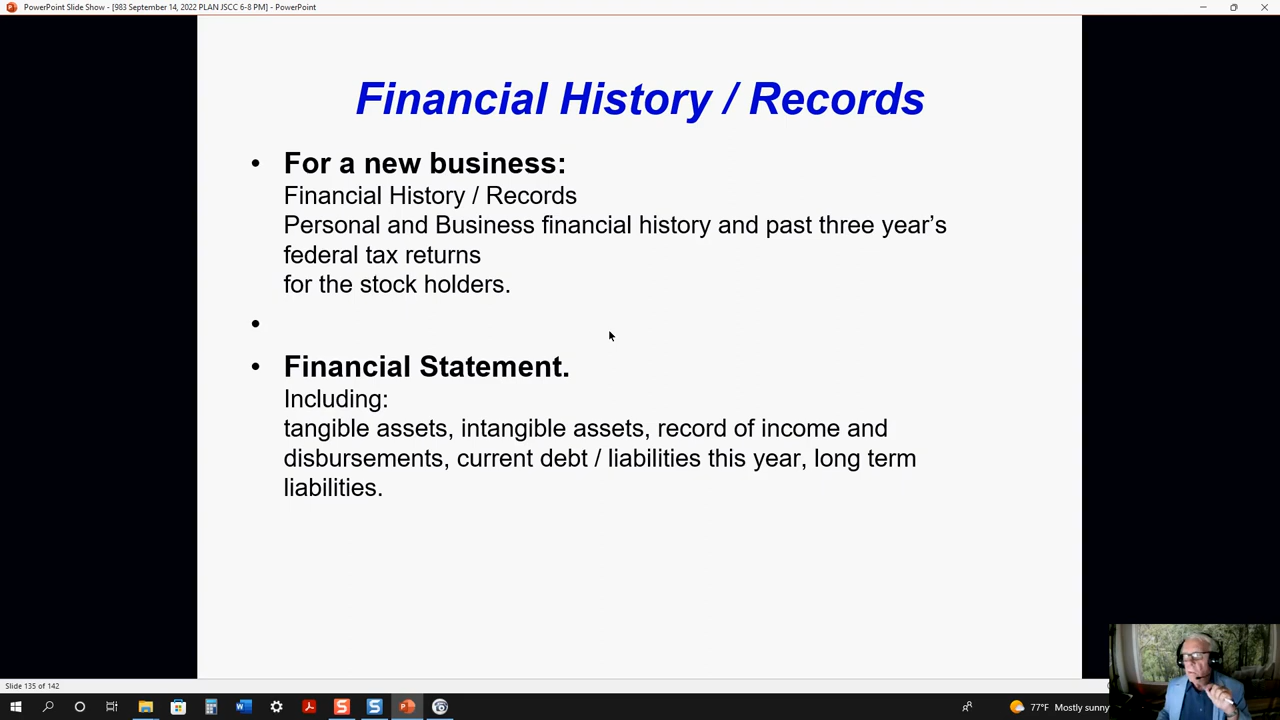 PowerPoint Slide Show - [983 September 14, 2022 PLAN JSCC 6-8 PM] - PowerPoint
Financial History / Records
• For a new business:
Financial History / Records
Personal and Business financial history and past three year’s
federal tax returns
for the stock holders.
•
• Financial Statement.
Including:
tangible assets, intangible assets, record of income and
disbursements, current debt / liabilities this year, long term
liabilities.
Slide 135 of 142
77°F Mostly sunny